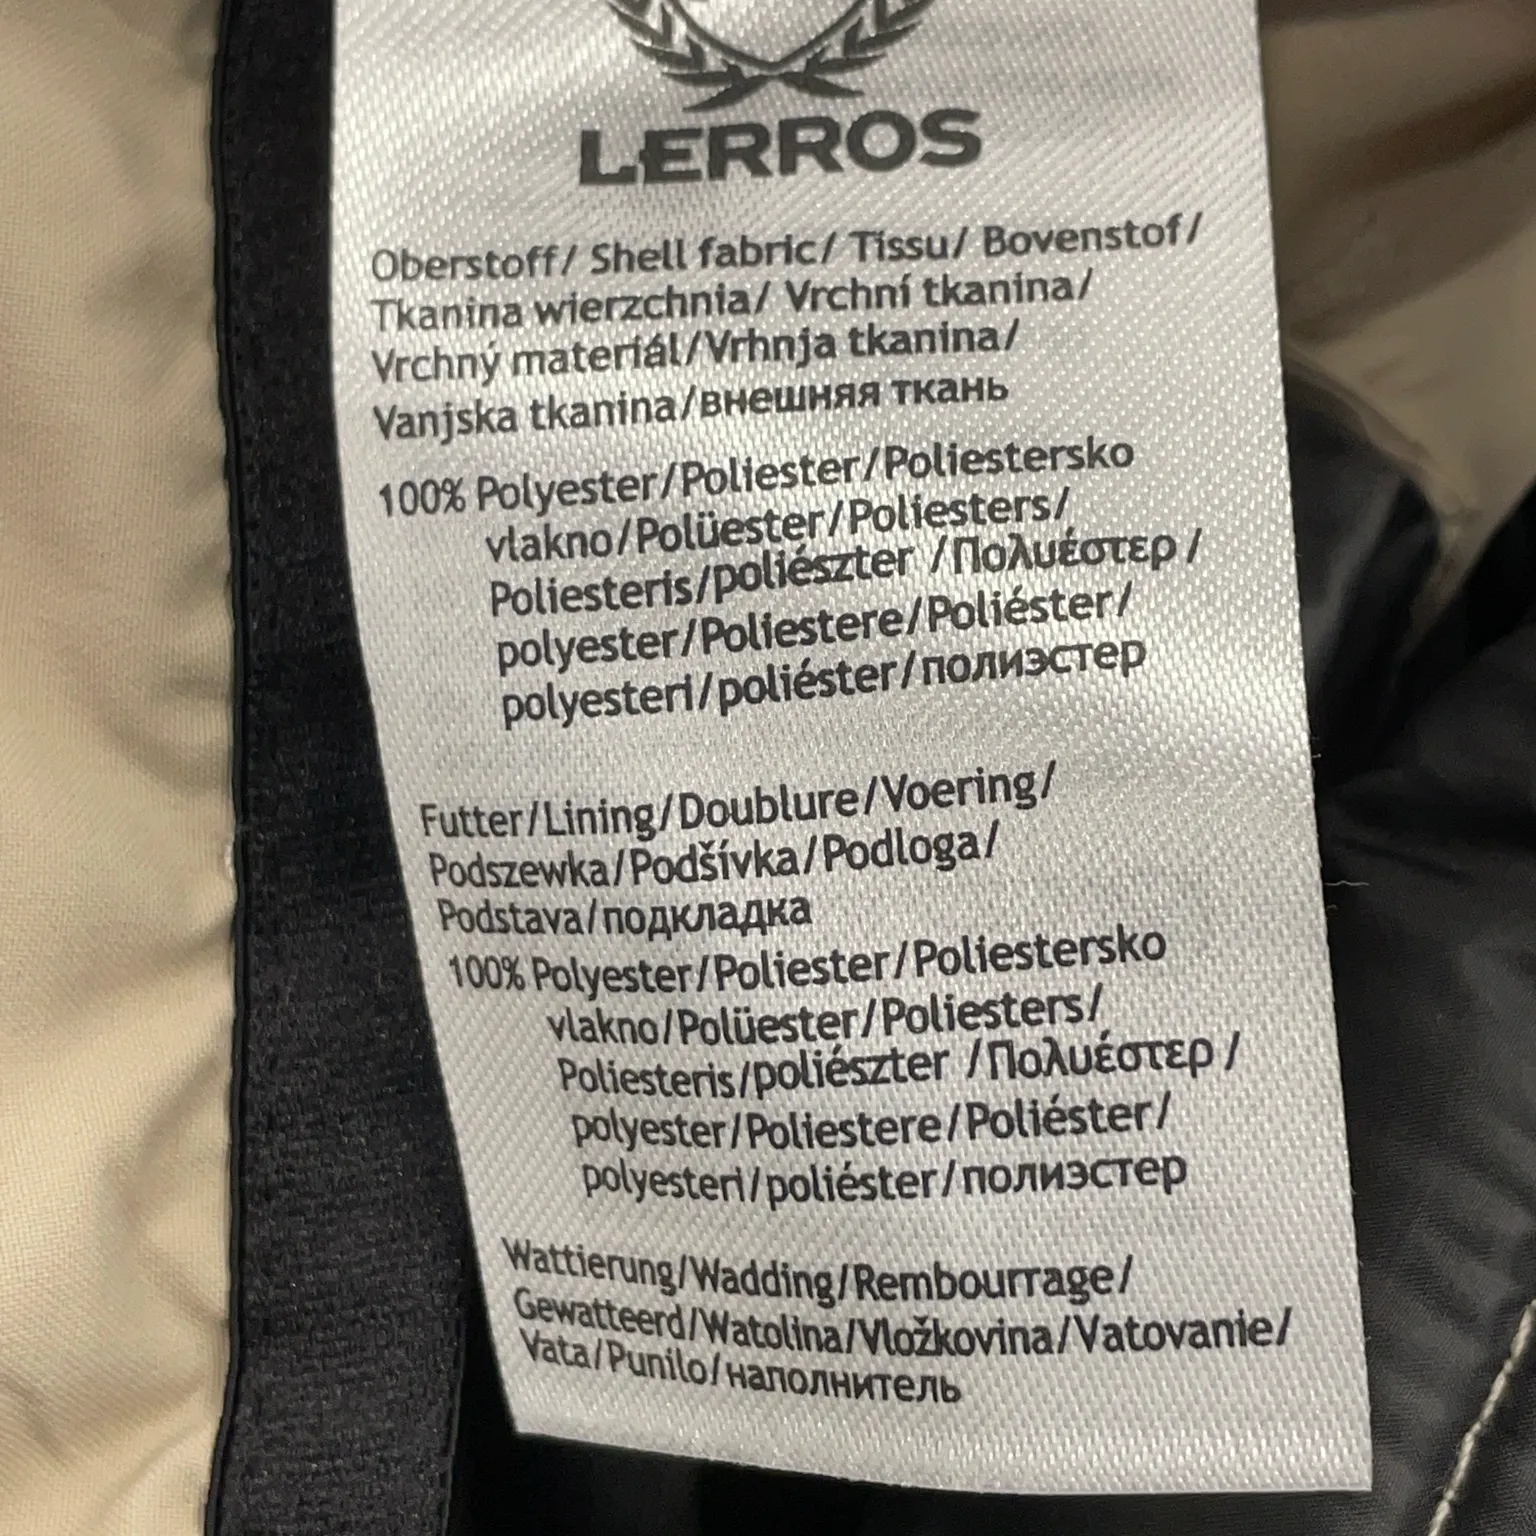 LERROS
Oberstoff/ Shell fabric/ Tissu/ Bovenstof/
Tkanina wierzchnia/ Vrchní tkanina/
Vrchný materiál/Vrhnja tkanina/
Vanjska tkanina/внешняя ткань
100% Polyester/Poliester/Poliestersko
vlakno/Polüester/Poliesters/
Poliesteris/poliészter /Πολυέστερ /
polyester/Poliestere/Poliéster/
polyesteri/poliéster/полиэстер
Futter/Lining/Doublure/Voering/
Podszewka/Podšívka/Podloga/
Podstava/подкладка
100% Polyester/Poliester/Poliestersko
vlakno/Polüester/Poliesters/
Poliesteris/poliészter /Πολυέστερ /
polyester/Poliestere/Poliéster/
polyesteri/poliéster/полиэстер
Wattierung/Wadding/Rembourrage/
Gewatteerd/Watolina/Vložkovina/Vatovanie/
Vata/Punilo/наполнитель